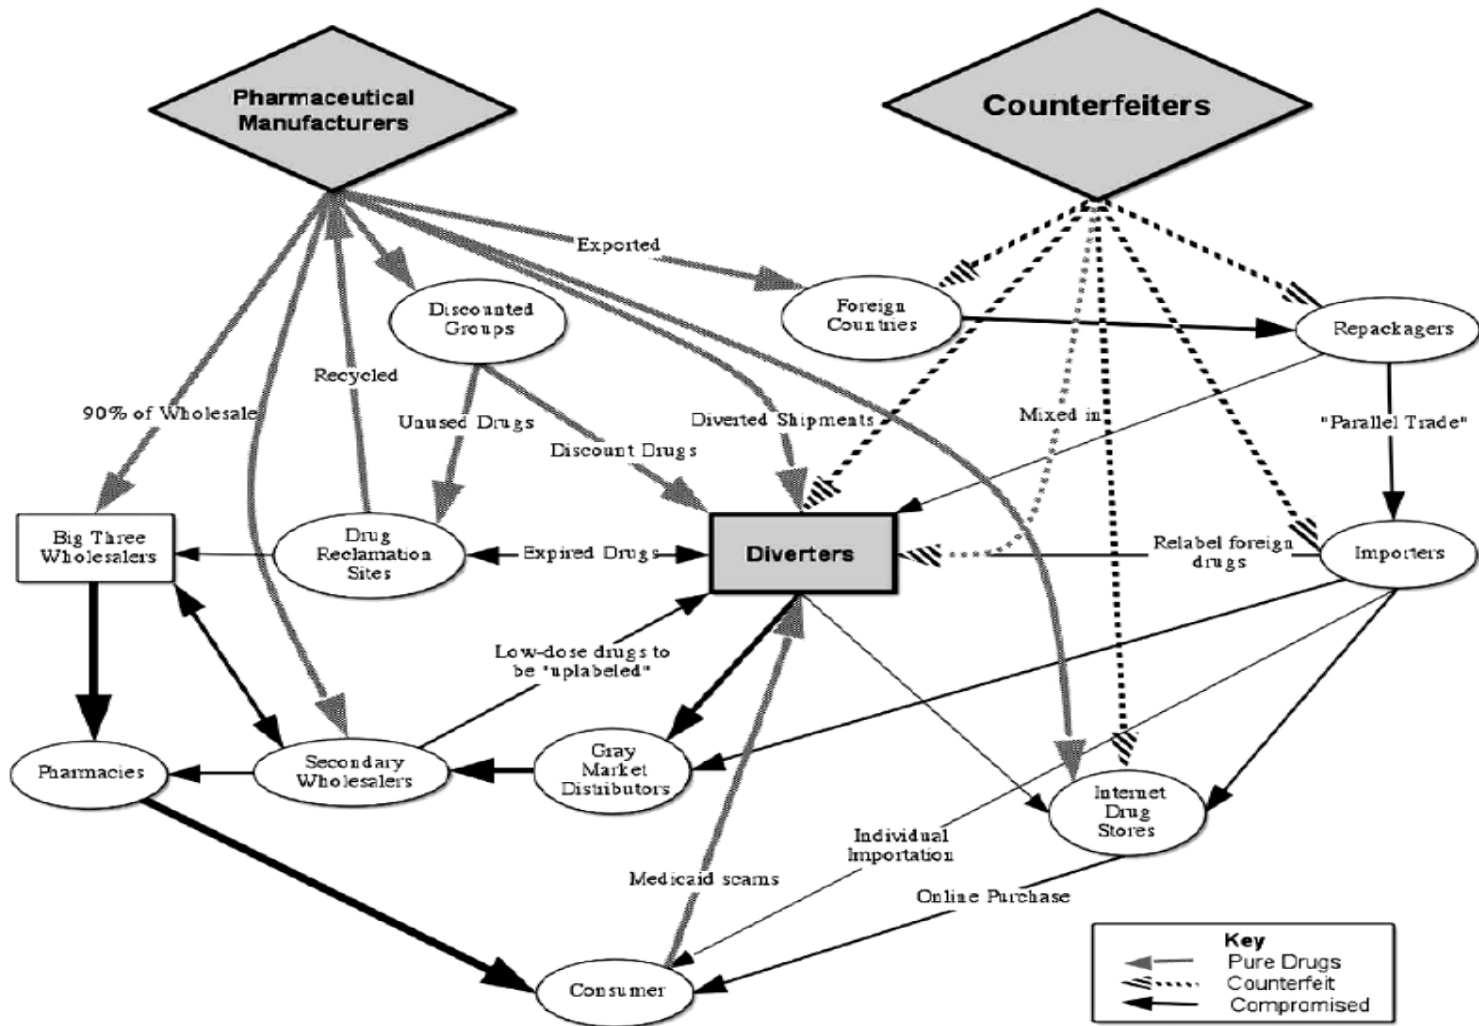 Pharmaceutical
Manufacturers
Counterfeiters
Exported
Discounted
Groups
Foreign
Countries
Repackagers
Recycled
90% of Wholesale
Unused Drugs
Diverted Shipments
Mixed in
"Parallel Trade"
Discount Drugs
Big Three
Wholesalers
Drug
Reclamation
Sites
Expired Drugs
Diverters
Relabel foreign
drugs
Importers
Low-dose drugs to
be "uplabeled"
Pharmacies
Secondary
Wholesalers
Gray
Market
Distributors
Internet
Drug
Stores
Individual
Importation
Medicaid scams
Online Purchase
Consumer
Key
Pure Drugs
Counterfeit
Compromised